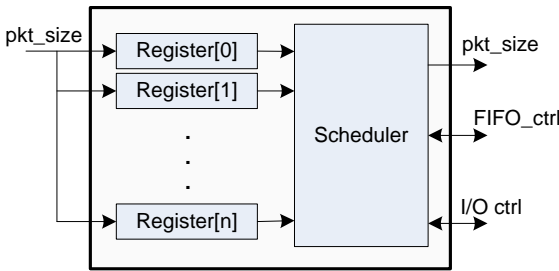 pkt_size
Register[0]
Register[1]
.
.
.
Register[n]
Scheduler
pkt_size
FIFO_ctrl
I/O ctrl